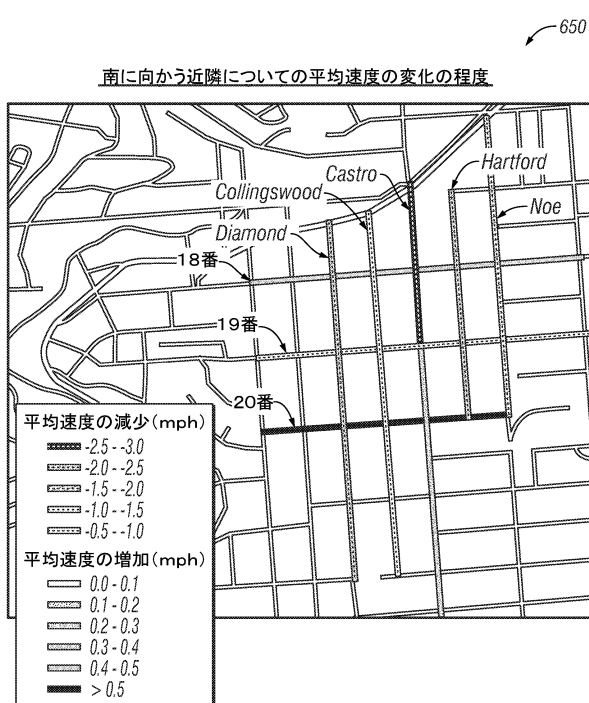 650
南に向かう近隣についての平均速度の変化の程度
Castro
Hartford
Collingswood
Noe
Diamond
18番
19番
20番
平均速度の減少(mph)
-2.5 - -3.0
-2.0 - -2.5
-1.5 - -2.0
-1.0 - -1.5
-0.5 - -1.0
平均速度の増加(mph)
0.0 - 0.1
0.1 - 0.2
0.2 - 0.3
0.3 - 0.4
0.4 - 0.5
> 0.5